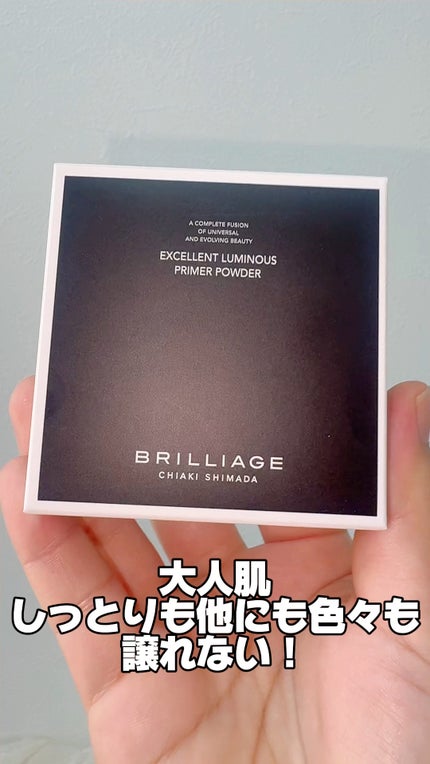 A COMPLETE FUSION
OF UNIVERSAL
AND EVOLVING BEAUTY
EXCELLENT LUMINOUS
PRIMER POWDER
BRILLIAGE
CHIAKI SHIMADA
大人肌
しっとりも他にも色々も
譲れない！